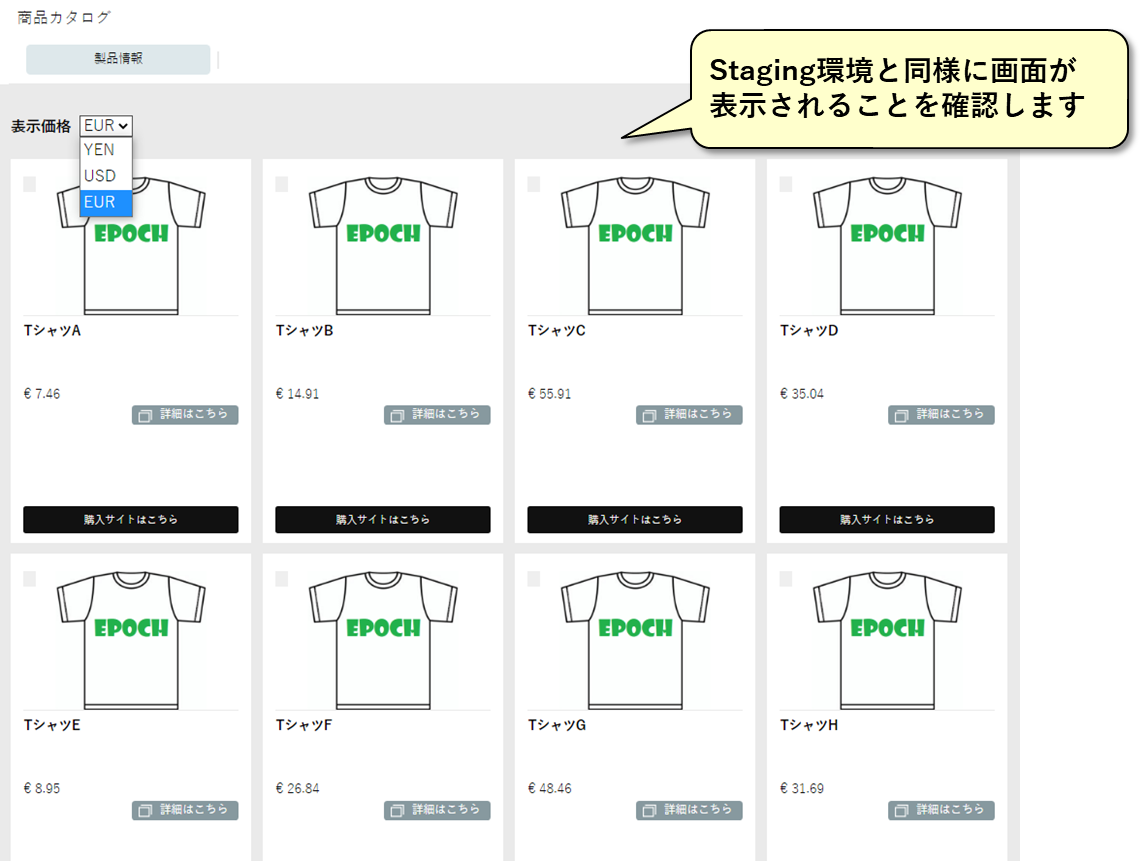 商品カタログ
製品情報
Staging環境と同様に画面が
表示されることを確認します
表示価格 EUR
YEN
USD
EUR
EPOCH EPOCH EPOCH EPOCH
TシャツA TシャツB TシャツC TシャツD
€ 7.46 € 14.91 € 55.91 € 35.04
詳細はこちら 詳細はこちら 詳細はこちら 詳細はこちら
購入サイトはこちら 購入サイトはこちら 購入サイトはこちら 購入サイトはこちら
EPOCH EPOCH EPOCH EPOCH
TシャツE TシャツF TシャツG TシャツH
€ 8.95 € 26.84 € 48.46 € 31.69
詳細はこちら 詳細はこちら 詳細はこちら 詳細はこちら